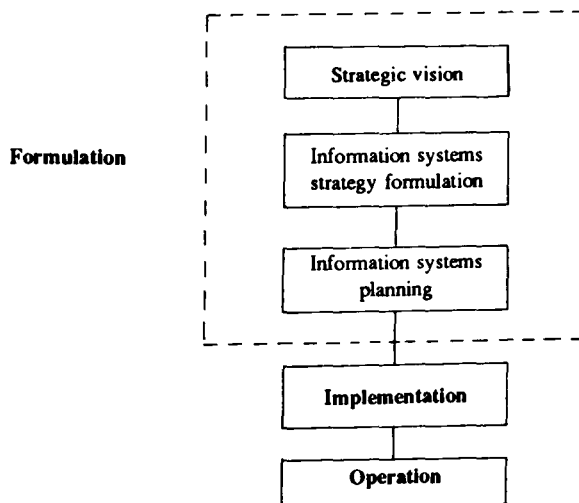 Strategic vision
Formulation
Information systems
strategy formulation
Information systems
planning
Implementation
Operation